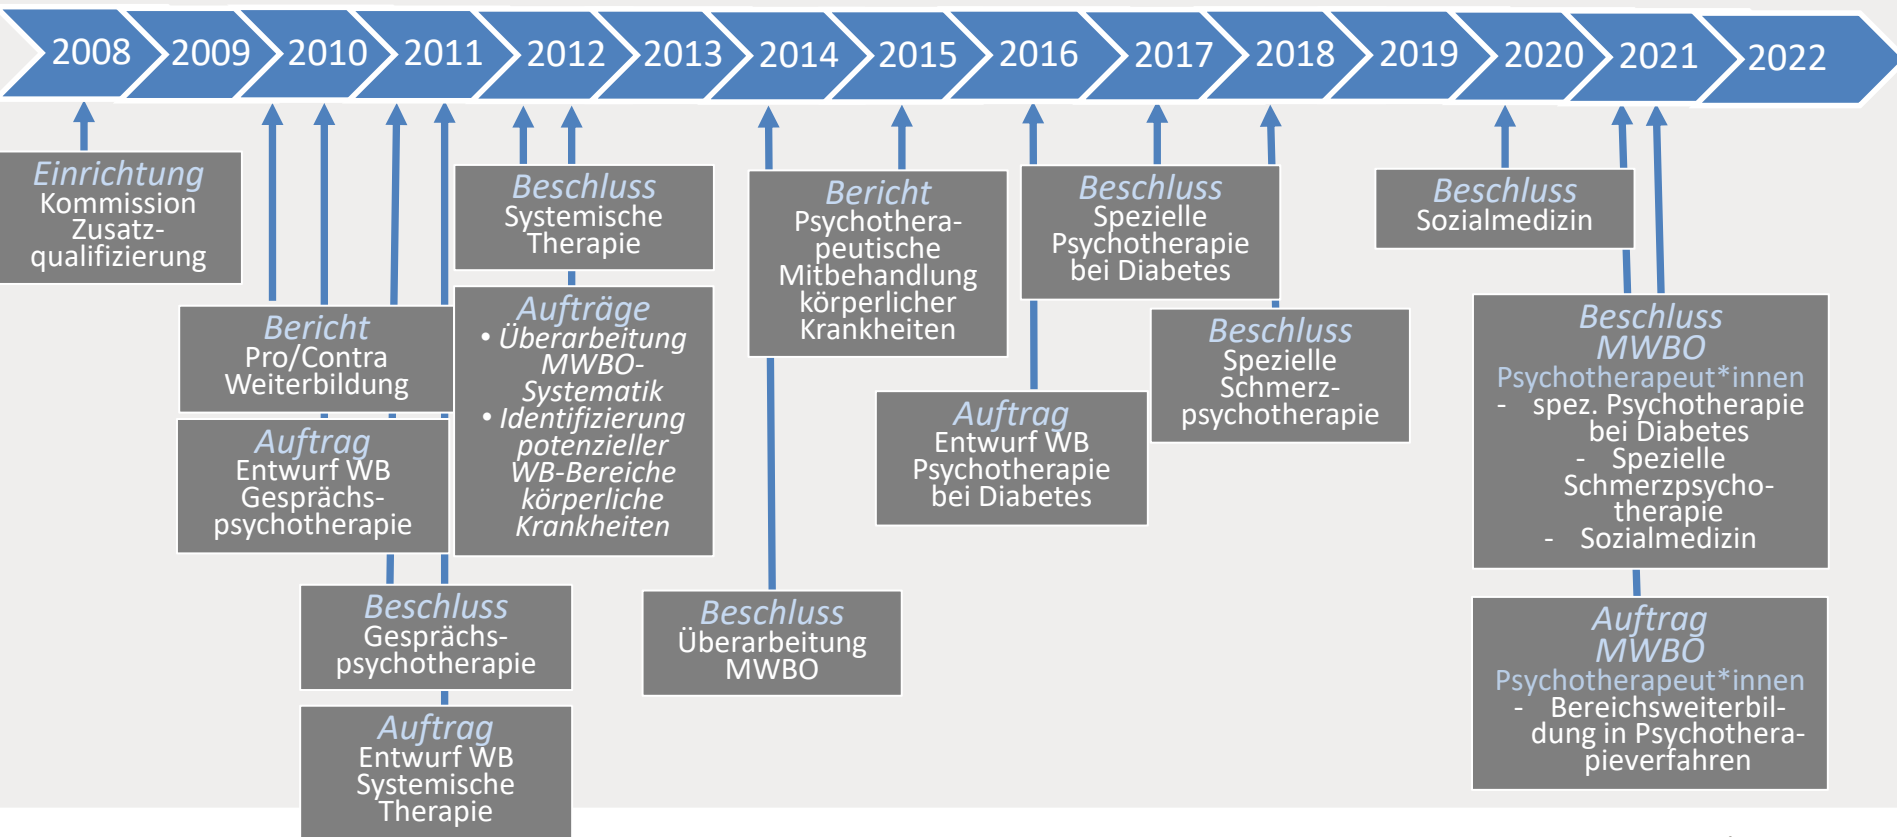 2008
2009
2010
2011
2012
2013
2014
2015
2016
2017
2018
2019
2020
2021
2022
Einrichtung
Kommission
Zusatz-
qualifizierung
Bericht
Pro/Contra
Weiterbildung
Auftrag
Entwurf WB
Gesprächs-
psychotherapie
Beschluss
Gesprächs-
psychotherapie
Auftrag
Entwurf WB
Systemische
Therapie
Beschluss
Systemische
Therapie
Aufträge
• Überarbeitung
MWBO-
Systematik
• Identifizierung
potenzieller
WB-Bereiche
körperliche
Krankheiten
Beschluss
Überarbeitung
MWBO
Bericht
Psychothera-
peutische
Mitbehandlung
körperlicher
Krankheiten
Auftrag
Entwurf WB
Psychotherapie
bei Diabetes
Beschluss
Spezielle
Psychotherapie
bei Diabetes
Beschluss
Spezielle
Schmerz-
psychotherapie
Beschluss
Sozialmedizin
Beschluss
MWBO
Psychotherapeut*innen
- spez. Psychotherapie
bei Diabetes
- Spezielle
Schmerzpsycho-
therapie
- Sozialmedizin
Auftrag
MWBO
Psychotherapeut*innen
- Bereichsweiterbil-
dung in Psychothera-
pieverfahren